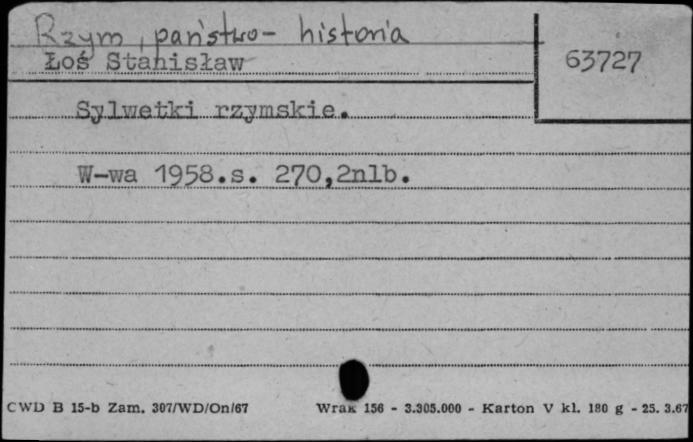 Rzym, państwo - historia
Łoś Stanisław
63727
Sylwetki rzymskie.
W-wa 1958.s. 270,2nlb.
CWD B 15-b Zam. 307/WD/On/67
Wrak 156 - 3.305.000 - Karton V kl. 180 g - 25. 3.67